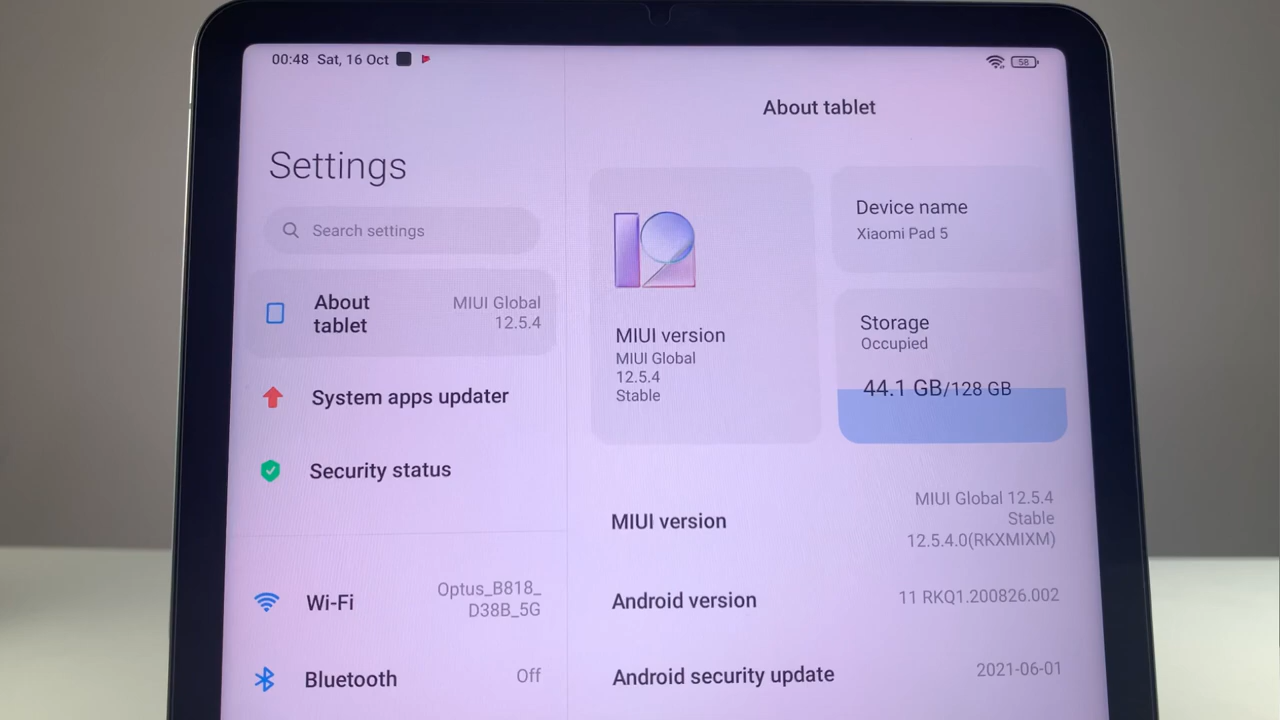 00:48 Sat, 16 Oct
58
Settings
Search settings
About
tablet
MIUI Global
12.5.4
System apps updater
Security status
Wi-Fi
Optus_B818_
D38B_5G
Bluetooth
Off
About tablet
12
MIUI version
MIUI Global
12.5.4
Stable
Device name
Xiaomi Pad 5
Storage
Occupied
44.1 GB/128 GB
MIUI version
MIUI Global 12.5.4
Stable
12.5.4.0(RKXMIXM)
Android version
11 RKQ1.200826.002
Android security update
2021-06-01